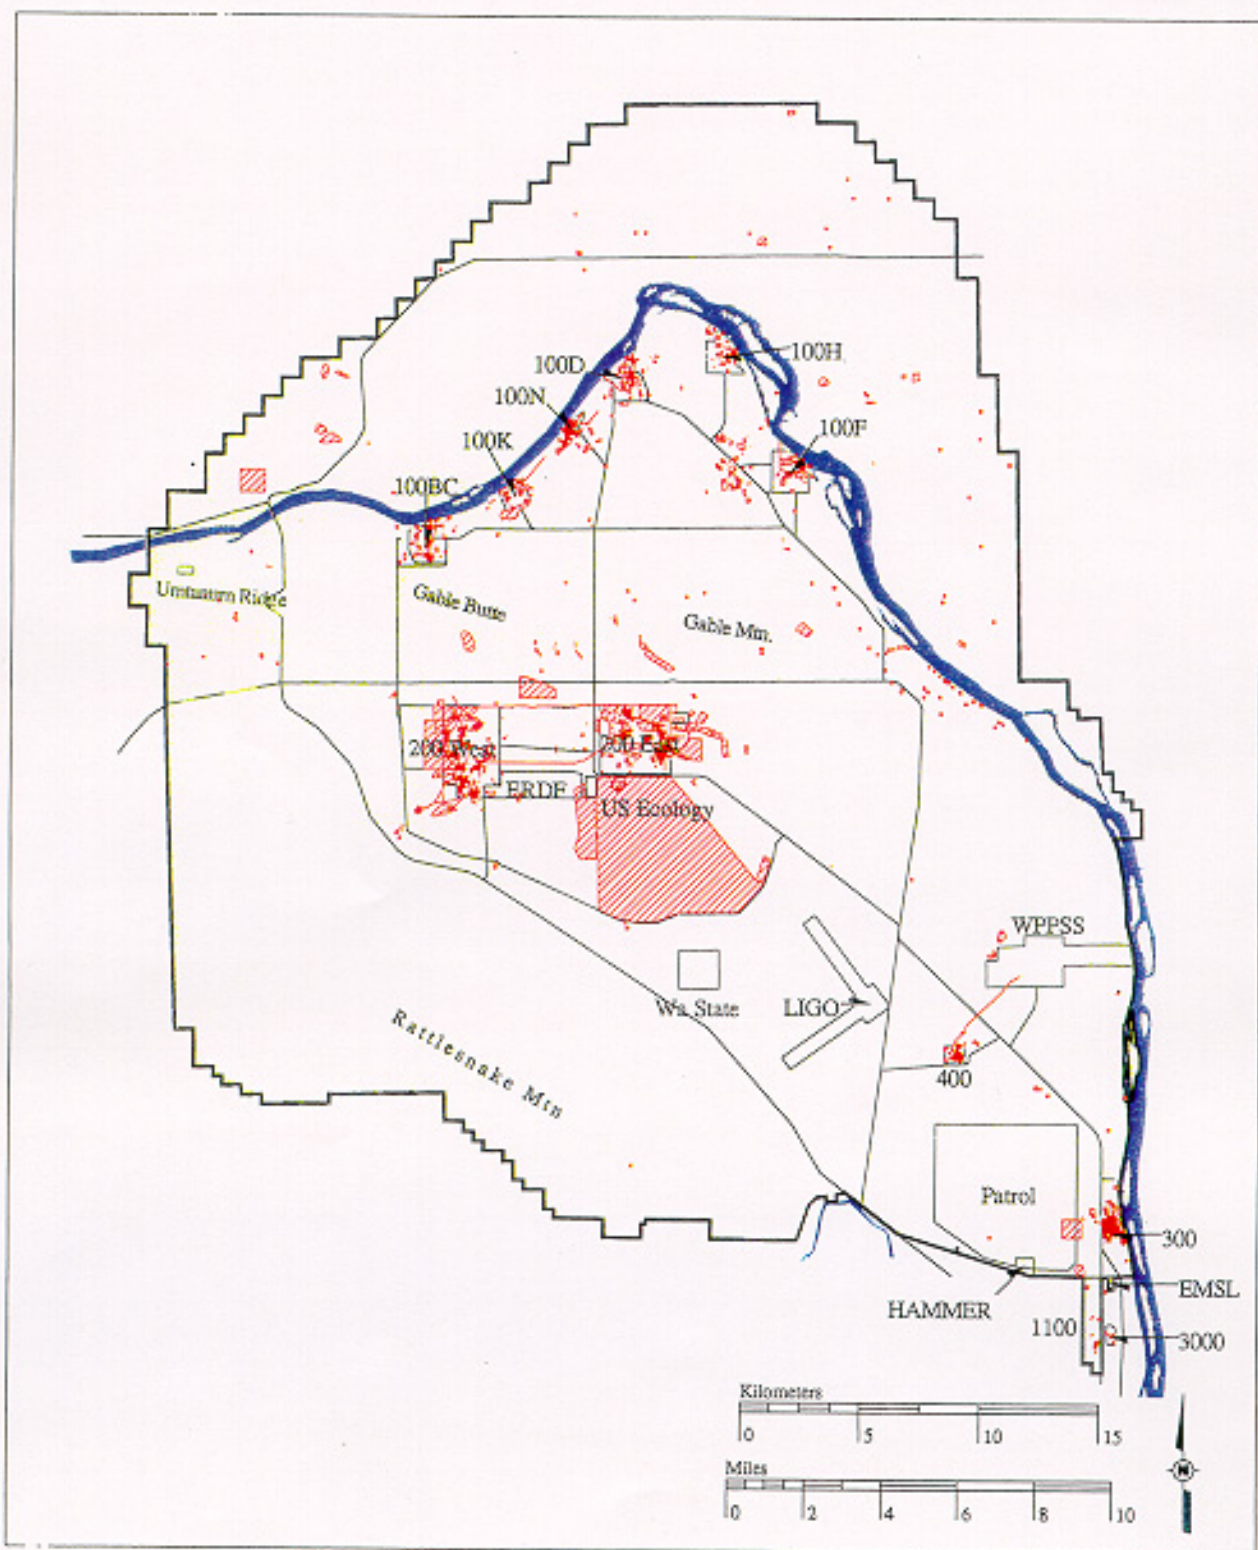 100H
100D
100N
100F
100K
100BC
Umtanum Ridge
Gable Butte
Gable Mtn.
200 West
200 East
ERDF
US Ecology
WPPSS
Wa State
LIGO
Rattlesnake Mtn
400
Patrol
300
EMSL
HAMMER
1100
3000
Kilometers
0 5 10 15
Miles
0 2 4 6 8 10
N